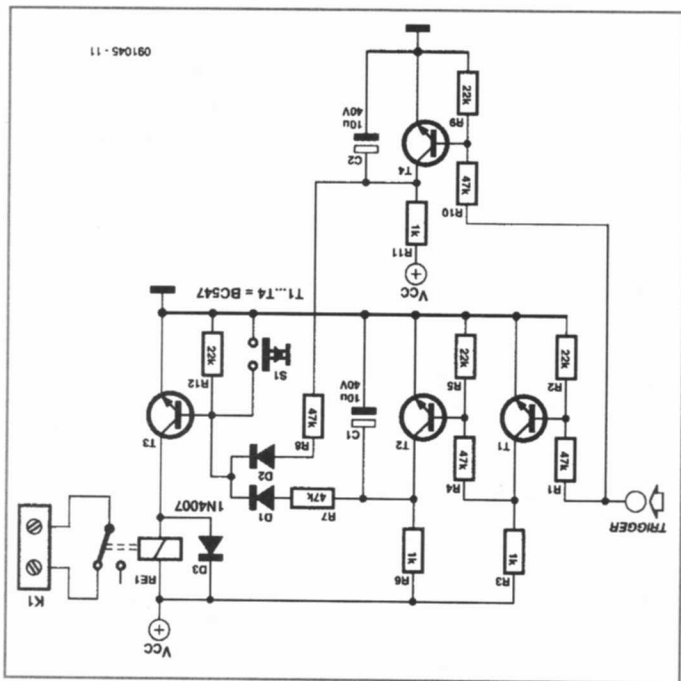 VCC
R3
1k
R6
1k
D3
RE1
K1
TRIGGER
R1
47k
T1
R4
47k
T2
R7
47k
D1
1N4007
D2
T3
R2
22k
R5
22k
C1
10u
40V
R8
47k
S1
R12
22k
T1...T4 = BC547
VCC
R11
1k
R10
47k
T4
C2
10u
40V
R9
22k
091045 - 11